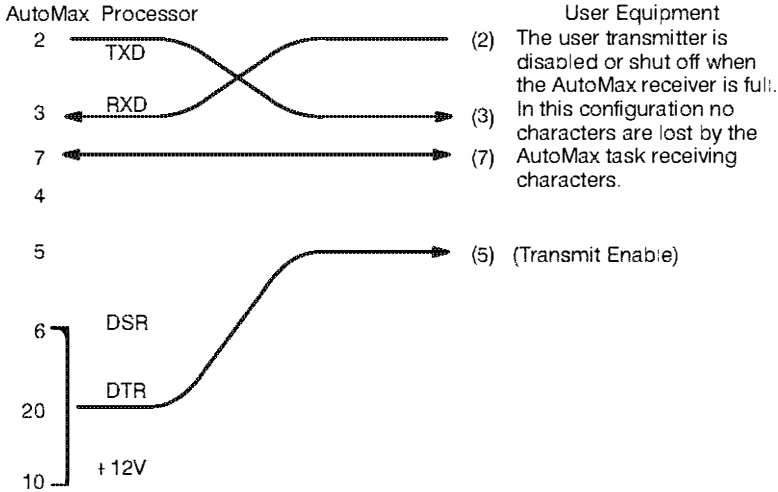 AutoMax Processor
User Equipment
2
TXD
(2)
The user transmitter is
disabled or shut off when
the AutoMax receiver is full.
3
RXD
(3)
In this configuration no
characters are lost by the
7
(7)
AutoMax task receiving
characters.
4
5
(5) (Transmit Enable)
6
DSR
DTR
20
+ 12V
10